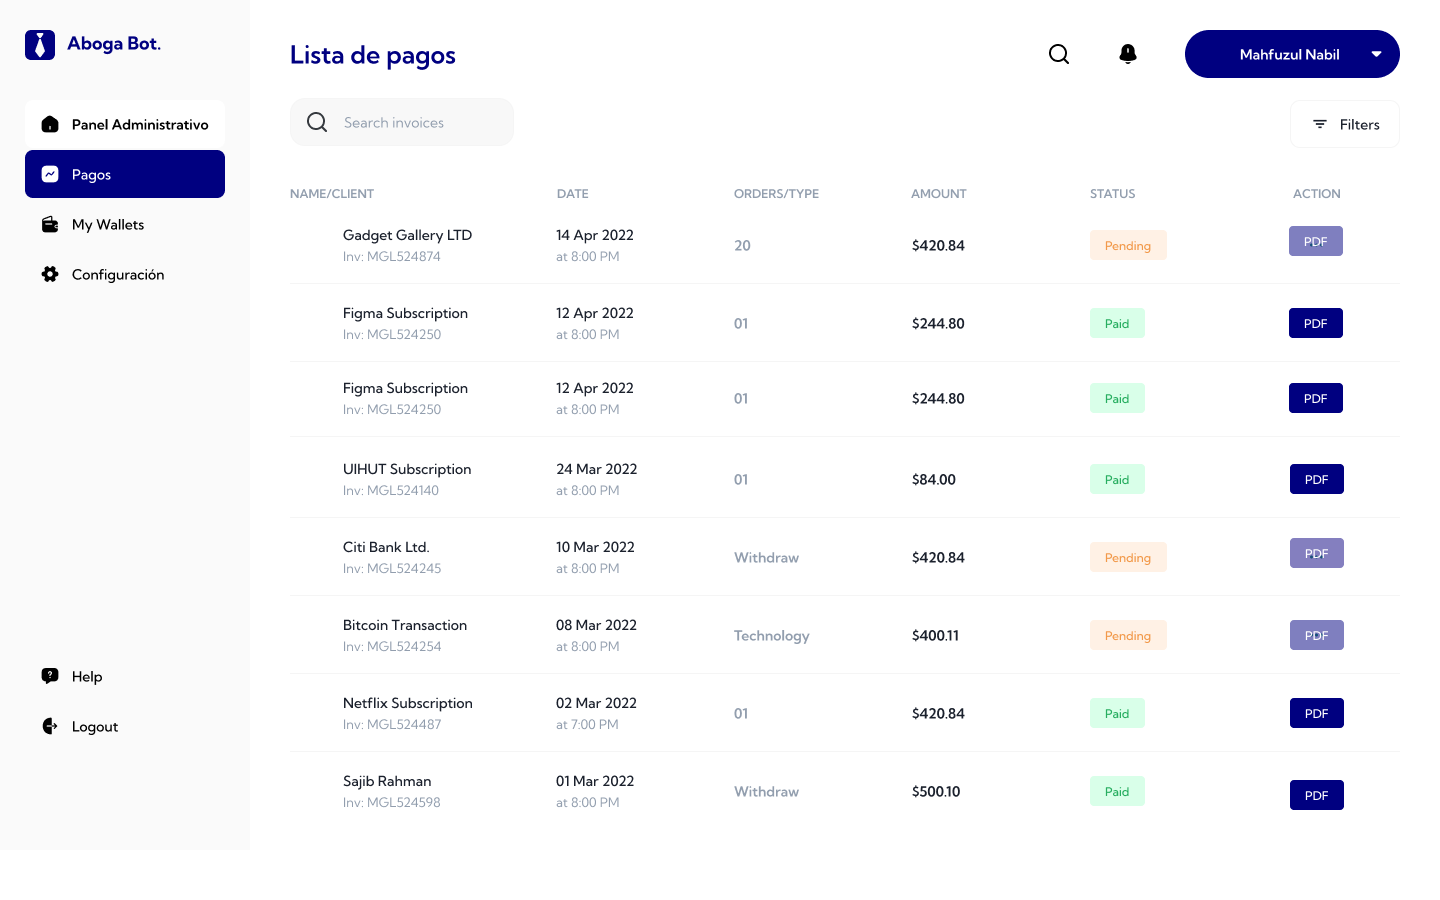 Aboga Bot.
Lista de pagos
Mahfuzul Nabil
Panel Administrativo
Pagos
My Wallets
Configuración
Help
Logout
Search invoices
Filters
NAME/CLIENT DATE ORDERS/TYPE AMOUNT STATUS ACTION
Gadget Gallery LTD 14 Apr 2022
20 $420.84 Pending PDF
Inv: MGL524874 at 8:00 PM
Figma Subscription 12 Apr 2022
01 $244.80 Paid PDF
Inv: MGL524250 at 8:00 PM
Figma Subscription 12 Apr 2022
01 $244.80 Paid PDF
Inv: MGL524250 at 8:00 PM
UIHUT Subscription 24 Mar 2022
01 $84.00 Paid PDF
Inv: MGL524140 at 8:00 PM
Citi Bank Ltd. 10 Mar 2022
Withdraw $420.84 Pending PDF
Inv: MGL524245 at 8:00 PM
Bitcoin Transaction 08 Mar 2022
Technology $400.11 Pending PDF
Inv: MGL524254 at 8:00 PM
Netflix Subscription 02 Mar 2022
01 $420.84 Paid PDF
Inv: MGL524487 at 7:00 PM
Sajib Rahman 01 Mar 2022
Withdraw $500.10 Paid PDF
Inv: MGL524598 at 8:00 PM